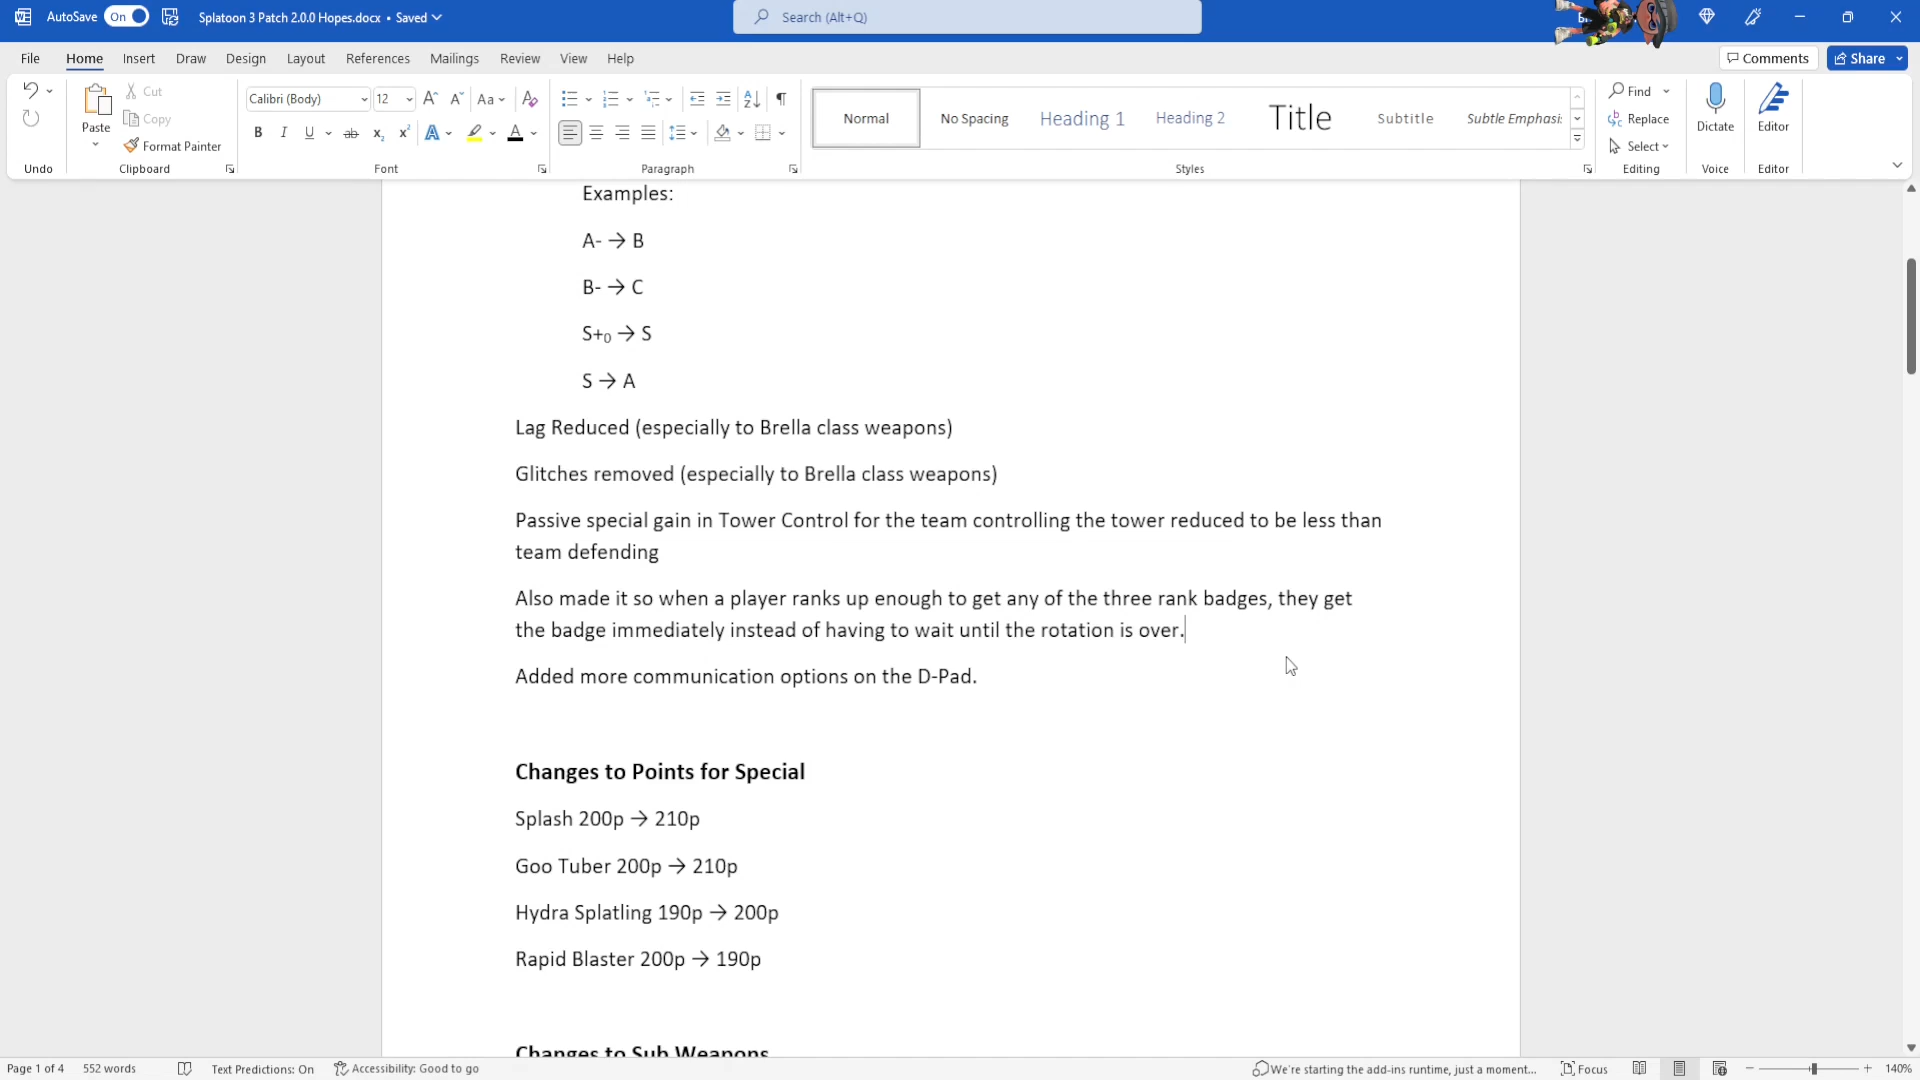 AutoSave On Splatoon 3 Patch 2.0.0 Hopes.docx • Saved Search (Alt+Q)
File Home Insert Draw Design Layout References Mailings Review View Help Comments Share
Paste Cut Copy Format Painter
Calibri (Body) 12 Aa
B I U ab x₂ x² A A
Normal No Spacing Heading 1 Heading 2 Title Subtitle Subtle Emphasi:
Find Replace Select Dictate Editor
Undo Clipboard Font Paragraph Styles Editing Voice Editor
Examples:
A- → B
B- → C
S+₀ → S
S → A
Lag Reduced (especially to Brella class weapons)
Glitches removed (especially to Brella class weapons)
Passive special gain in Tower Control for the team controlling the tower reduced to be less than
team defending
Also made it so when a player ranks up enough to get any of the three rank badges, they get
the badge immediately instead of having to wait until the rotation is over.
Added more communication options on the D-Pad.
Changes to Points for Special
Splash 200p → 210p
Goo Tuber 200p → 210p
Hydra Splatling 190p → 200p
Rapid Blaster 200p → 190p
Changes to Sub Weapons
Page 1 of 4 552 words Text Predictions: On Accessibility: Good to go We're starting the add-ins runtime, just a moment... Focus 140%